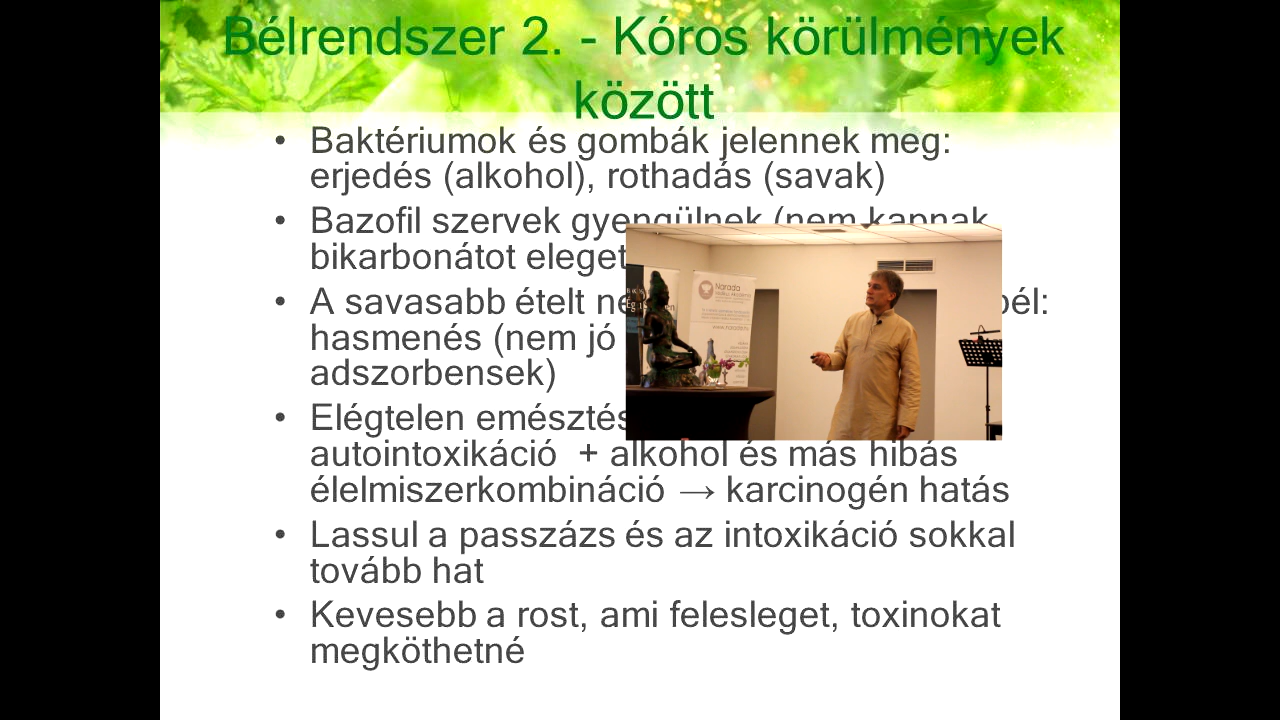 Bélrendszer 2. - Kóros körülmények
között
• Baktériumok és gombák jelennek meg:
erjedés (alkohol), rothadás (savak)
• Bazofil szervek gyengülnek (nem kapnak
bikarbonátot eleget
• A savasabb ételt
hasmenés (nem jó
adszorbensek)
• Elégtelen emésztés
autointoxikáció + alkohol és más hibás
élelmiszerkombináció → karcinogén hatás
• Lassul a passzázs és az intoxikáció sokkal
tovább hat
• Kevesebb a rost, ami felesleget, toxinokat
megköthetné
Narada